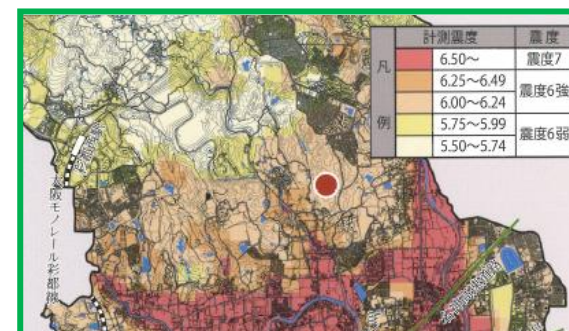 凡例
計測震度 震度
6.50～ 震度7
6.25～6.49 震度6強
6.00～6.24
5.75～5.99 震度6弱
5.50～5.74
大阪モノレール彩都線